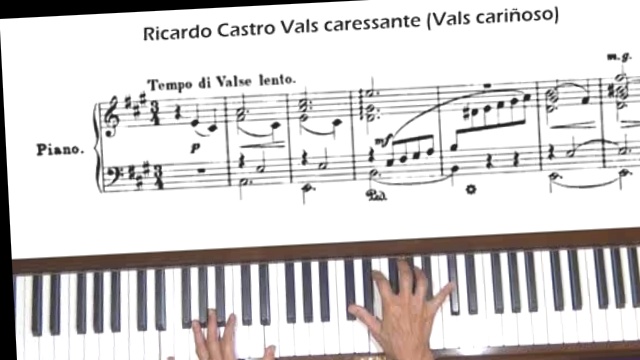 Ricardo Castro Vals caressante (Vals cariñoso)
m.g.
Tempo di Valse lento.
Piano.
p
mf
Ped.